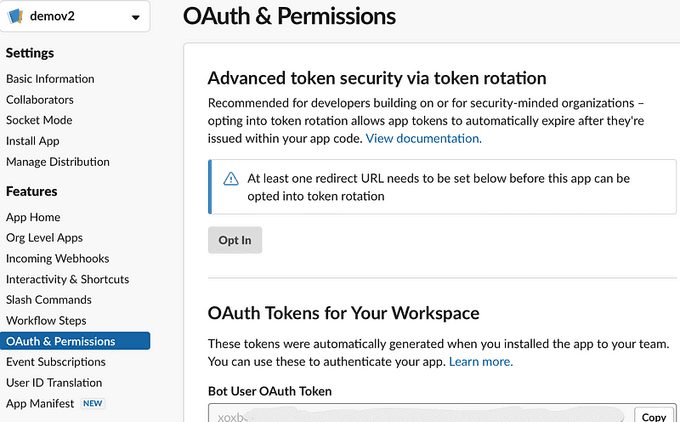 demov2
OAuth & Permissions
Settings
Basic Information
Collaborators
Socket Mode
Install App
Manage Distribution
Features
App Home
Org Level Apps
Incoming Webhooks
Interactivity & Shortcuts
Slash Commands
Workflow Steps
OAuth & Permissions
Event Subscriptions
User ID Translation
App Manifest NEW
Advanced token security via token rotation
Recommended for developers building on or for security-minded organizations –
opting into token rotation allows app tokens to automatically expire after they're
issued within your app code. View documentation.
At least one redirect URL needs to be set below before this app can be
opted into token rotation
Opt In
OAuth Tokens for Your Workspace
These tokens were automatically generated when you installed the app to your team.
You can use these to authenticate your app. Learn more.
Bot User OAuth Token
Copy